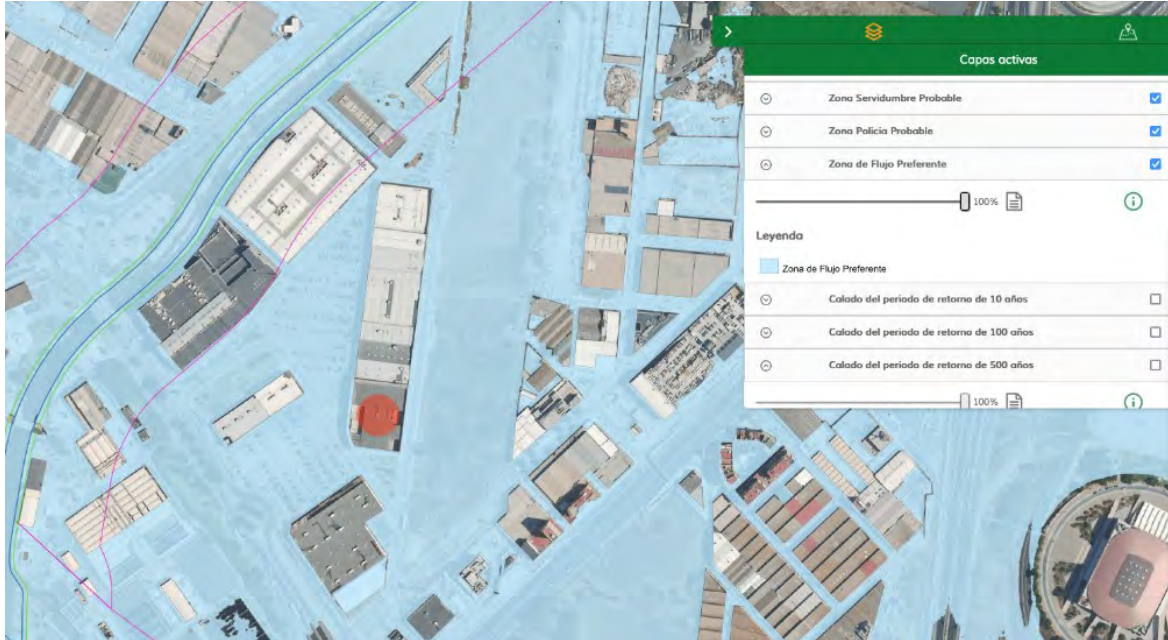 Capas activas
Zona Servidumbre Probable
Zona Policía Probable
Zona de Flujo Preferente
100%
Leyenda
Zona de Flujo Preferente
Calado del periodo de retorno de 10 años
Calado del periodo de retorno de 100 años
Calado del periodo de retorno de 500 años
100%